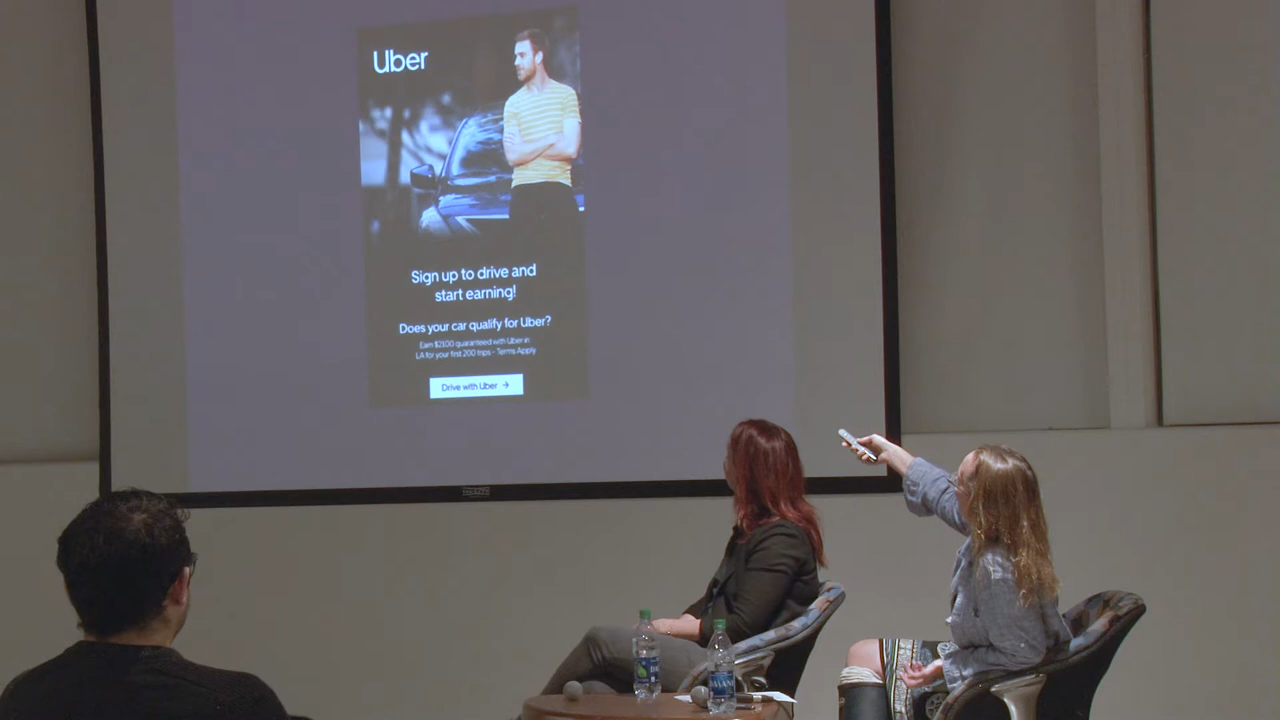 Uber
Sign up to drive and
start earning!
Does your car qualify for Uber?
Earn $2100 guaranteed with Uber in
LA for your first 200 trips - Terms Apply
Drive with Uber →